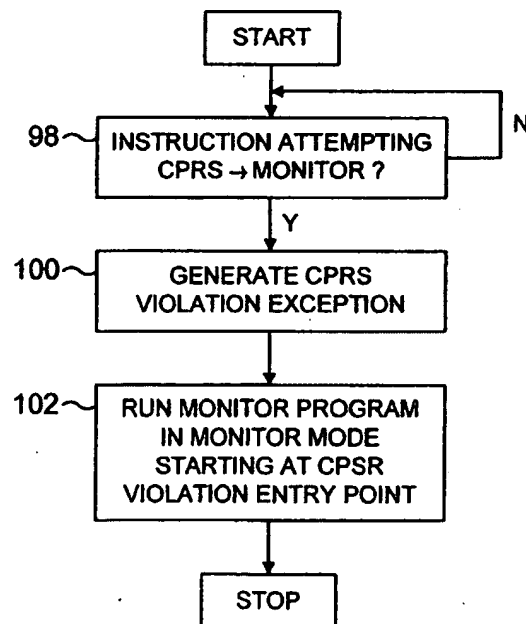 START
98
INSTRUCTION ATTEMPTING
CPRS → MONITOR ?
N
Y
100
GENERATE CPRS
VIOLATION EXCEPTION
102
RUN MONITOR PROGRAM
IN MONITOR MODE
STARTING AT CPSR
VIOLATION ENTRY POINT
STOP